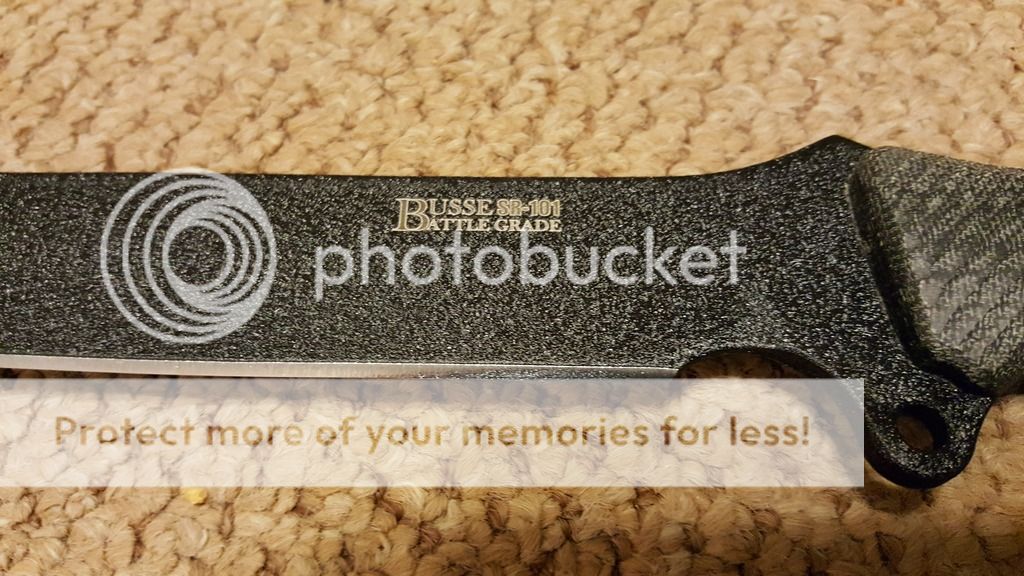 BUSSE SR-101
BATTLE GRADE
photobucket
Protect more of your memories for less!